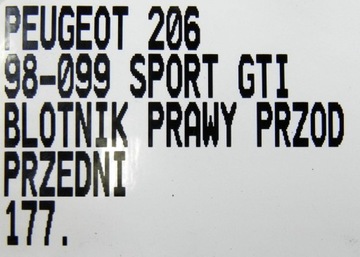 PEUGEOT 206
98-099 SPORT GTI
BLOTNIK PRAWY PRZOD
PRZEDNI
177.